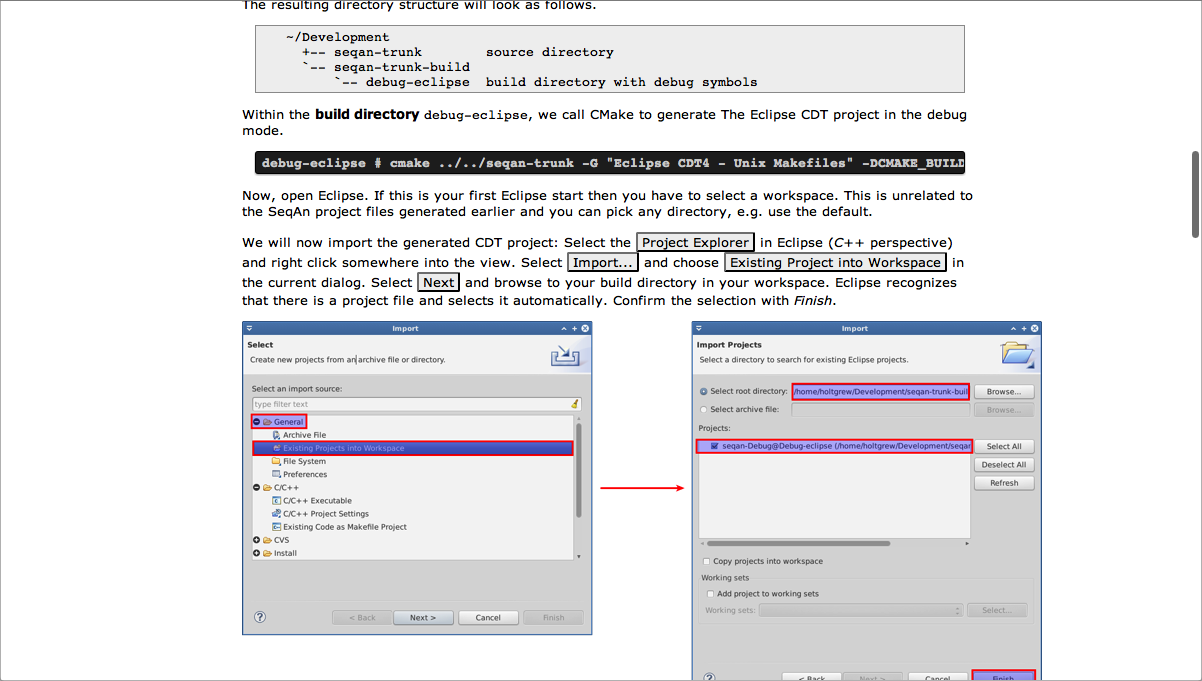 The resulting directory structure will look as follows.
~/Development
+-- seqan-trunk        source directory
`-- seqan-trunk-build
`-- debug-eclipse  build directory with debug symbols
Within the build directory debug-eclipse, we call CMake to generate The Eclipse CDT project in the debug
mode.
debug-eclipse # cmake ../../seqan-trunk -G "Eclipse CDT4 - Unix Makefiles" -DCMAKE_BUILD
Now, open Eclipse. If this is your first Eclipse start then you have to select a workspace. This is unrelated to
the SeqAn project files generated earlier and you can pick any directory, e.g. use the default.
We will now import the generated CDT project: Select the Project Explorer in Eclipse (C++ perspective)
and right click somewhere into the view. Select Import... and choose Existing Project into Workspace in
the current dialog. Select Next and browse to your build directory in your workspace. Eclipse recognizes
that there is a project file and selects it automatically. Confirm the selection with Finish.
Import
Select
Create new projects from an archive file or directory.
Select an import source:
type filter text
General
Archive File
Existing Projects into Workspace
File System
Preferences
C/C++
C/C++ Executable
C/C++ Project Settings
Existing Code as Makefile Project
CVS
Install
< Back Next > Cancel Finish
Import
Import Projects
Select a directory to search for existing Eclipse projects.
Select root directory: /home/holtgrew/Development/seqan-trunk-buil Browse...
Select archive file: Browse...
Projects:
seqan-Debug@Debug-eclipse (/home/holtgrew/Development/seqan Select All
Deselect All
Refresh
Copy projects into workspace
Working sets
Add project to working sets
Working sets: Select...
< Back Next > Cancel Finish